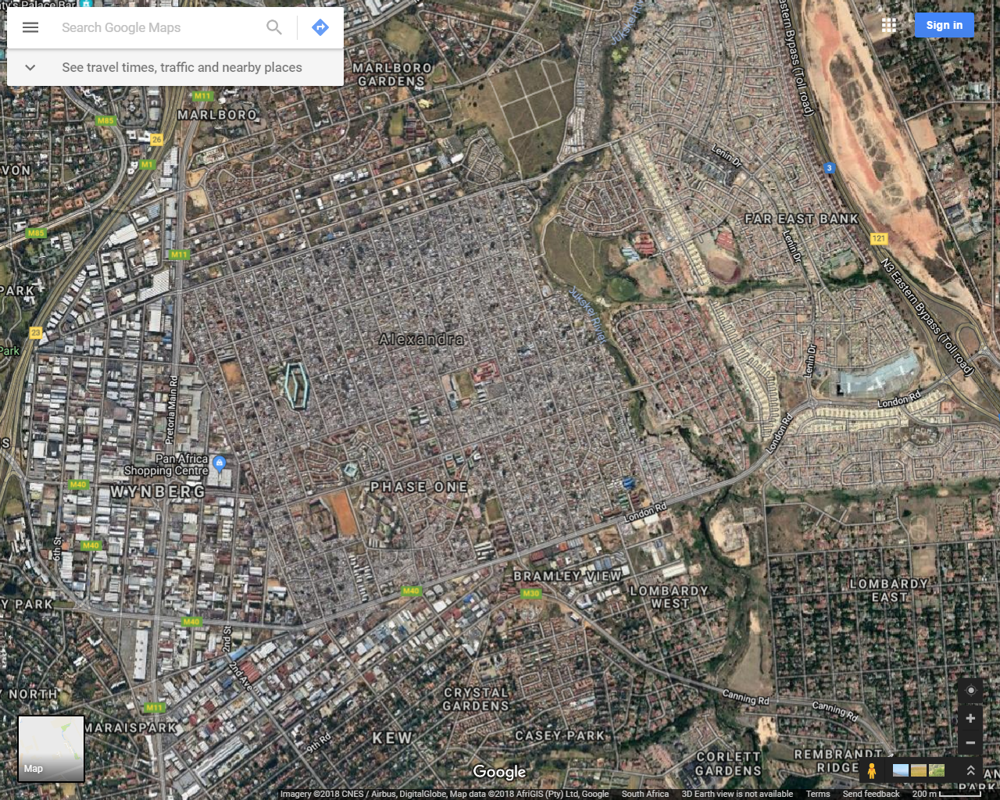 ty's Palace Bar
Search Google Maps
Sign in
See travel times, traffic and nearby places
Jukskei Riv
N3 Eastern Bypass (Toll road)
MARLBORO
GARDENS
M11
MARLBORO
M85
26
M1
VON
Lenin Dr
3
FAR EAST BANK
M85
M11
121
Lenin Dr
N3 Eastern Bypass (Toll road)
PARK
Jukskei River
23
Alexandra
Park
Lenin Dr
Pretoria Main Rd
London Rd
London Rd
S
Pan Africa
Shopping Centre
M40
WYNBERG
PHASE ONE
London Rd
6th St
M40
BRAMLEY VIEW
M40
M30
LOMBARDY
WEST
LOMBARDY
EAST
Y PARK
M40
2nd St
2nd Ave
CRYSTAL
GARDENS
Y NORTH
Canning Rd
Canning Rd
M11
MARAISPARK
KEW
9th Rd
CASEY PARK
CORLETT
GARDENS
REMBRANDT
RIDGE
PARK
Map
Google
Imagery ©2018 CNES / Airbus, DigitalGlobe, Map data ©2018 AfriGIS (Pty) Ltd, Google South Africa 3D Earth view is not available Terms Send feedback 200 m